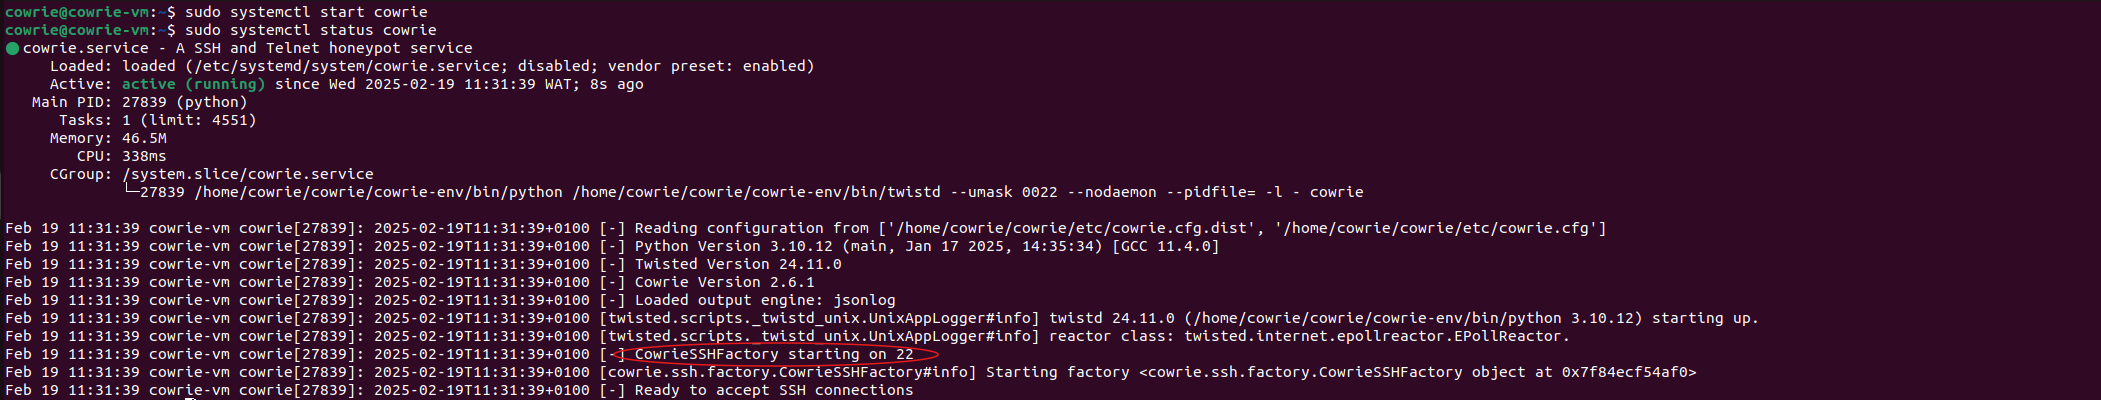 cowrie@cowrie-vm:~$ sudo systemctl start cowrie
cowrie@cowrie-vm:~$ sudo systemctl status cowrie
● cowrie.service - A SSH and Telnet honeypot service
     Loaded: loaded (/etc/systemd/system/cowrie.service; disabled; vendor preset: enabled)
     Active: active (running) since Wed 2025-02-19 11:31:39 WAT; 8s ago
   Main PID: 27839 (python)
      Tasks: 1 (limit: 4551)
     Memory: 46.5M
        CPU: 338ms
     CGroup: /system.slice/cowrie.service
             └─27839 /home/cowrie/cowrie/cowrie-env/bin/python /home/cowrie/cowrie/cowrie-env/bin/twistd --umask 0022 --nodaemon --pidfile= -l - cowrie
Feb 19 11:31:39 cowrie-vm cowrie[27839]: 2025-02-19T11:31:39+0100 [-] Reading configuration from ['/home/cowrie/cowrie/etc/cowrie.cfg.dist', '/home/cowrie/cowrie/etc/cowrie.cfg']
Feb 19 11:31:39 cowrie-vm cowrie[27839]: 2025-02-19T11:31:39+0100 [-] Python Version 3.10.12 (main, Jan 17 2025, 14:35:34) [GCC 11.4.0]
Feb 19 11:31:39 cowrie-vm cowrie[27839]: 2025-02-19T11:31:39+0100 [-] Twisted Version 24.11.0
Feb 19 11:31:39 cowrie-vm cowrie[27839]: 2025-02-19T11:31:39+0100 [-] Cowrie Version 2.6.1
Feb 19 11:31:39 cowrie-vm cowrie[27839]: 2025-02-19T11:31:39+0100 [-] Loaded output engine: jsonlog
Feb 19 11:31:39 cowrie-vm cowrie[27839]: 2025-02-19T11:31:39+0100 [twisted.scripts._twistd_unix.UnixAppLogger#info] twistd 24.11.0 (/home/cowrie/cowrie/cowrie-env/bin/python 3.10.12) starting up.
Feb 19 11:31:39 cowrie-vm cowrie[27839]: 2025-02-19T11:31:39+0100 [twisted.scripts._twistd_unix.UnixAppLogger#info] reactor class: twisted.internet.epollreactor.EPollReactor.
Feb 19 11:31:39 cowrie-vm cowrie[27839]: 2025-02-19T11:31:39+0100 [-] CowrieSSHFactory starting on 22
Feb 19 11:31:39 cowrie-vm cowrie[27839]: 2025-02-19T11:31:39+0100 [cowrie.ssh.factory.CowrieSSHFactory#info] Starting factory <cowrie.ssh.factory.CowrieSSHFactory object at 0x7f84ecf54af0>
Feb 19 11:31:39 cowrie-vm cowrie[27839]: 2025-02-19T11:31:39+0100 [-] Ready to accept SSH connections